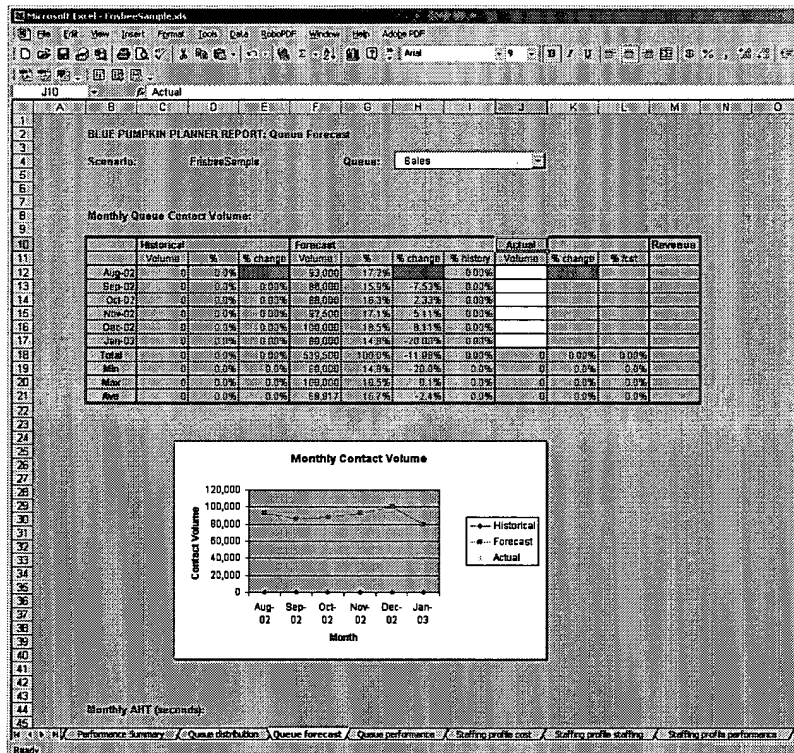 Microsoft Excel - FrisbeeSample.xls
File Edit View Insert Format Tools Data RoboPDF Window Help Adobe PDF
Arial 9 B I U
J10 fx Actual
A B C D E F G H I J K L M N O
BLUE PUMPKIN PLANNER REPORT: Queue Forecast
Scenario: FrisbeeSample Queue: Sales
Monthly Queue Contact Volume:
Historical Forecast Actual Revenue
Volume % % change Volume % % change % history Volume % change % fcst
Aug-02 0 0.0% 93,000 17.2% 0.00%
Sep-02 0 0.0% 0.00% 86,000 15.9% -7.53% 0.00%
Oct-02 0 0.0% 0.00% 88,000 16.3% 2.33% 0.00%
Nov-02 0 0.0% 0.00% 92,500 17.1% 5.11% 0.00%
Dec-02 0 0.0% 0.00% 100,000 18.5% 8.11% 0.00%
Jan-03 0 0.0% 0.00% 80,000 14.8% -20.00% 0.00%
Total 0 0.0% 0.00% 539,500 100.0% -11.98% 0.00% 0 0.00% 0.00%
Min 0 0.0% 0.0% 80,000 14.8% -20.0% 0.0% 0 0.0% 0.0%
Max 0 0.0% 0.0% 100,000 18.5% 8.1% 0.0% 0 0.0% 0.0%
Ave 0 0.0% 0.0% 89,917 16.7% -2.4% 0.0% 0 0.0% 0.0%
Monthly Contact Volume
120,000
100,000
80,000
60,000
40,000
20,000
0
Contact Volume
Aug-02 Sep-02 Oct-02 Nov-02 Dec-02 Jan-03
Month
Historical
Forecast
Actual
Monthly AHT (seconds):
Performance Summary Queue distribution Queue forecast Queue performance Staffing profile cost Staffing profile staffing Staffing profile performance
Ready